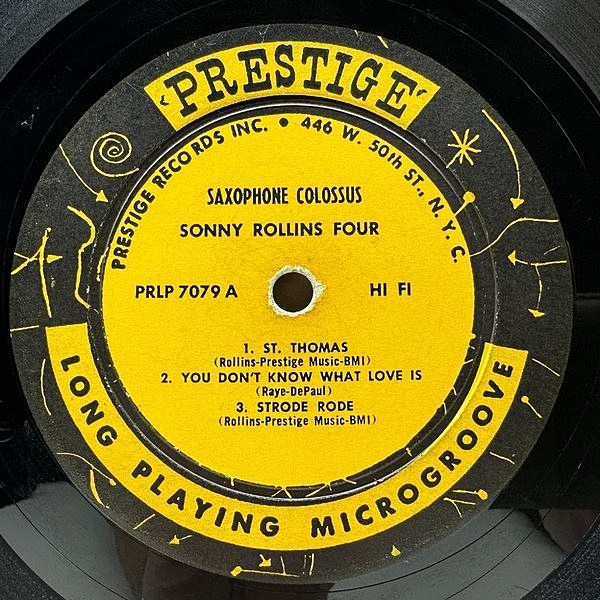 PRESTIGE
PRESTIGE RECORDS INC. • 446 W. 50th ST., N. Y. C.
SAXOPHONE COLOSSUS
SONNY ROLLINS FOUR
PRLP 7079 A HI FI
1. ST. THOMAS
(Rollins-Prestige Music-BMI)
2. YOU DON'T KNOW WHAT LOVE IS
(Raye-DePaul)
3. STRODE RODE
(Rollins-Prestige Music-BMI)
LONG PLAYING MICROGROOVE